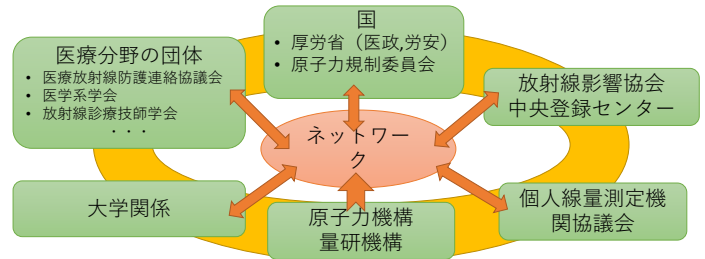 国
• 厚労省（医政,労安）
• 原子力規制委員会
医療分野の団体
• 医療放射線防護連絡協議会
• 医学系学会
• 放射線診療技師学会
・・・
放射線影響協会
中央登録センター
ネットワー
ク
大学関係
原子力機構
量研機構
個人線量測定機
関協議会